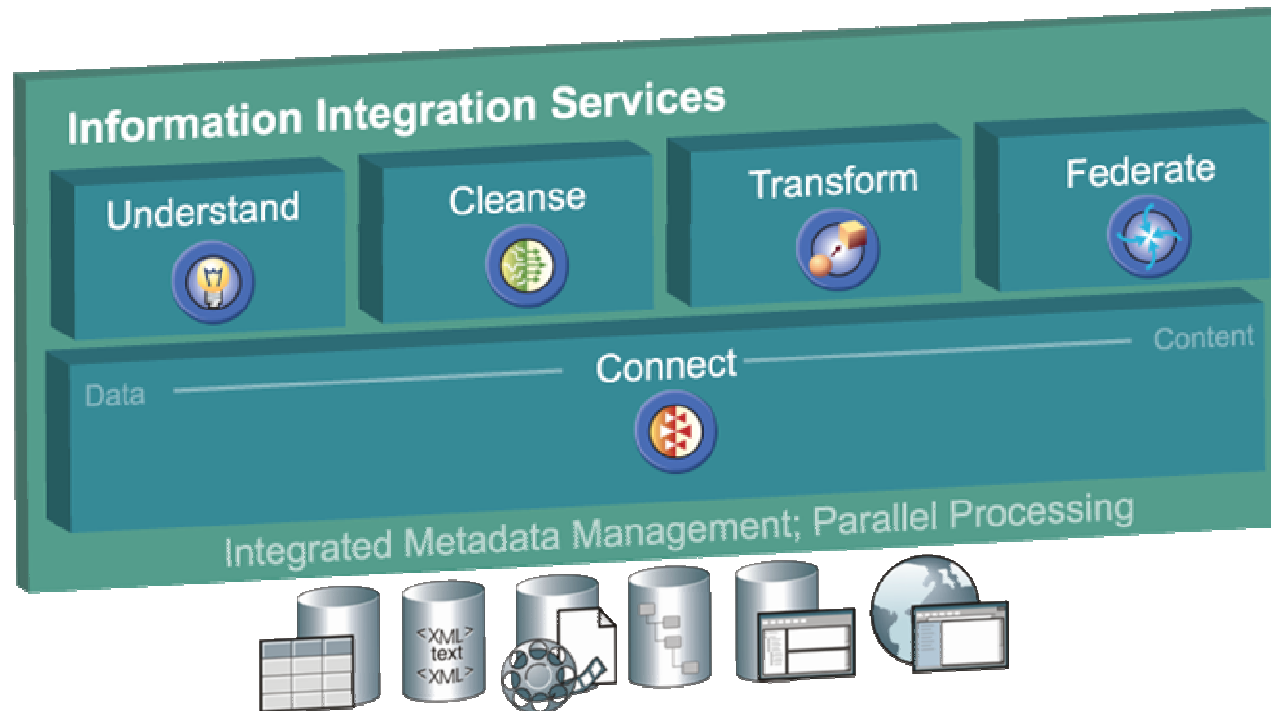 Information Integration Services
Understand
Cleanse
Transform
Federate
Data
Connect
Content
Integrated Metadata Management; Parallel Processing
<XML>
text
<XML>